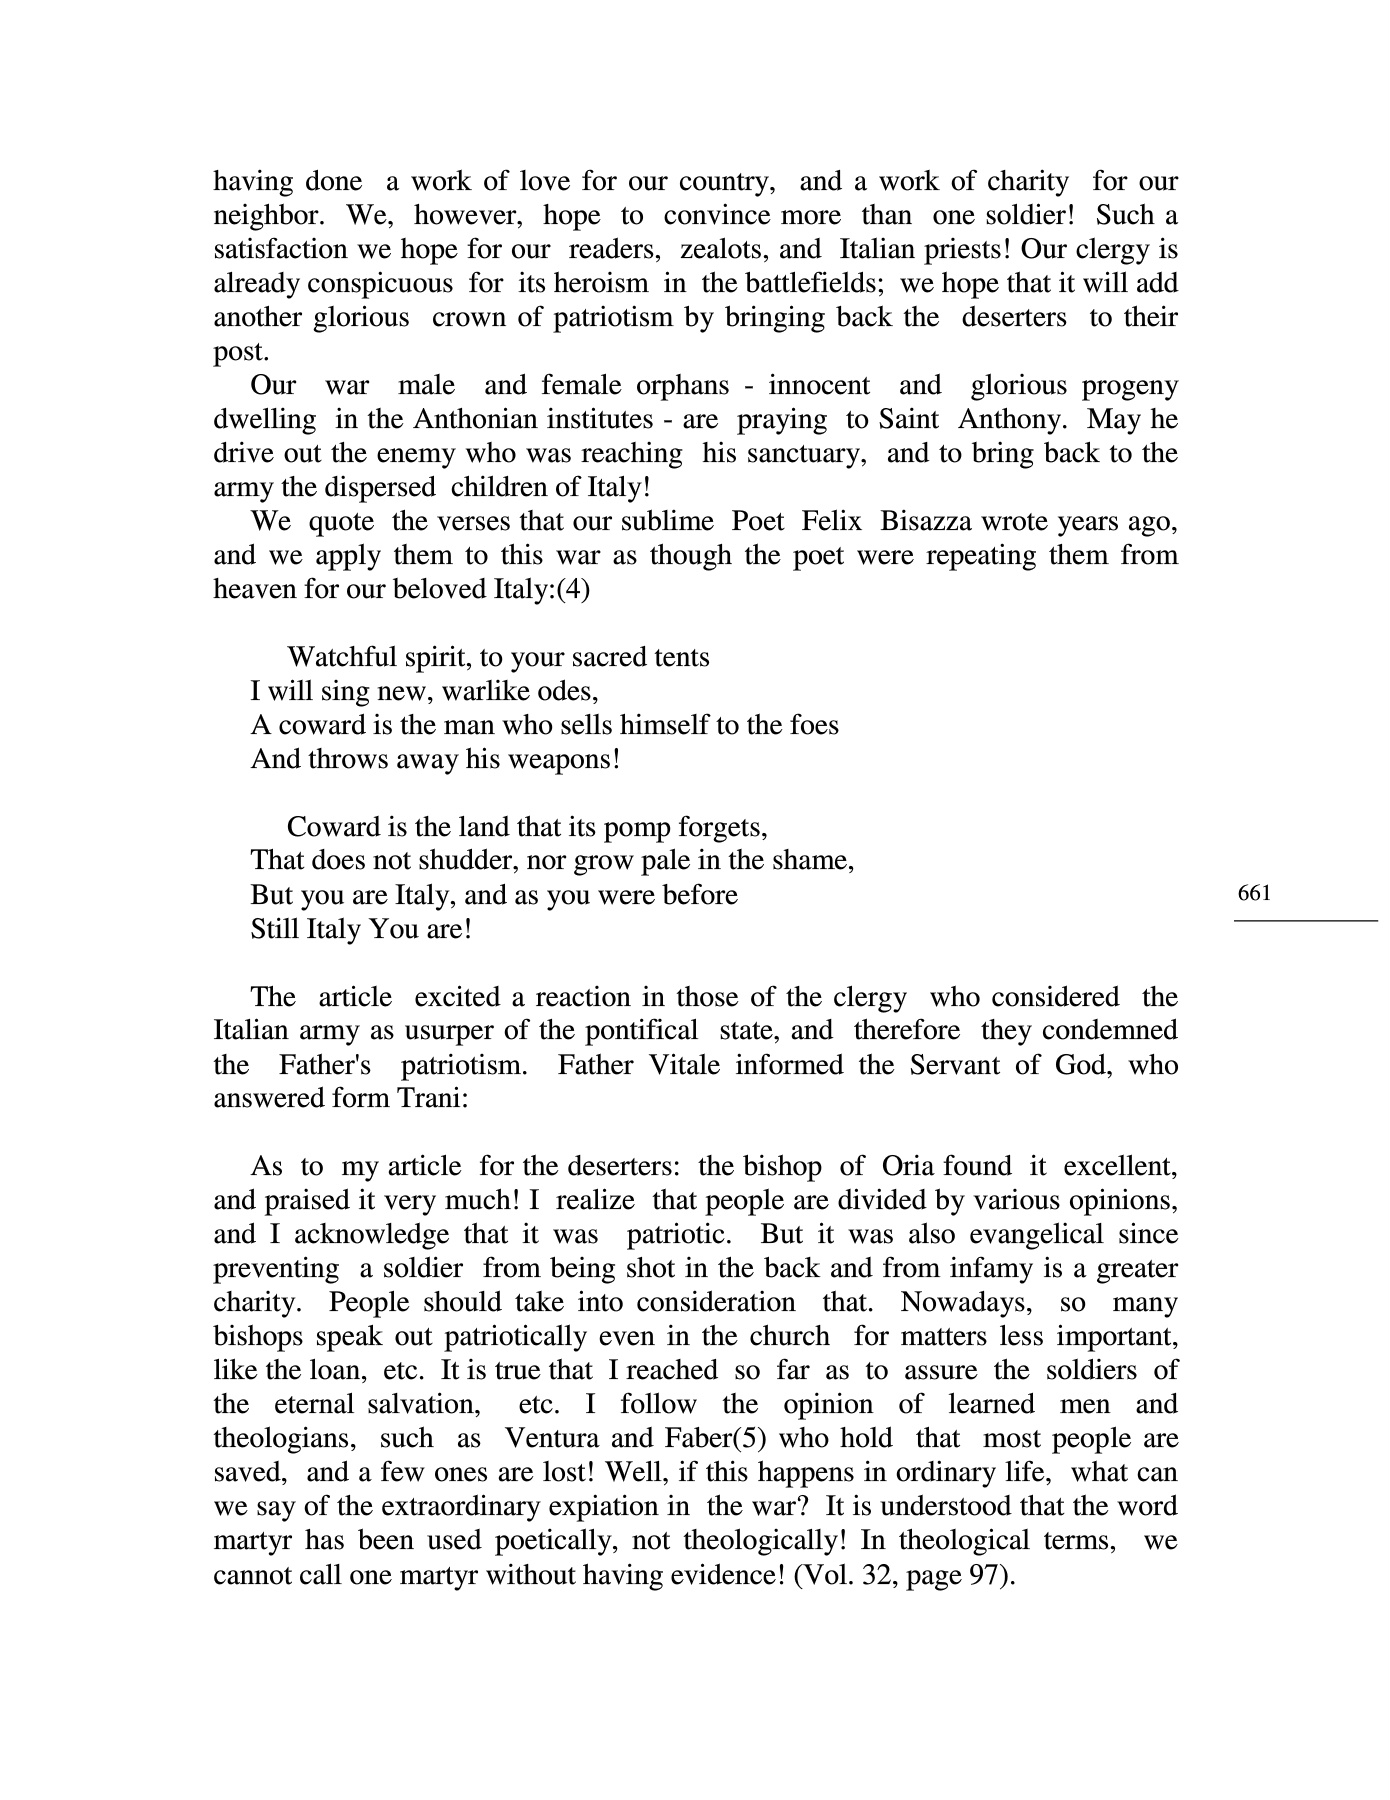 having done a work of love for our country, and a work of charity for our
neighbor. We, however, hope to convince more than one soldier! Such a
satisfaction we hope for our readers, zealots, and Italian priests! Our clergy is
already conspicuous for its heroism in the battlefields; we hope that it will add
another glorious crown of patriotism by bringing back the deserters to their
post.
Our war male and female orphans - innocent and glorious progeny
dwelling in the Anthonian institutes - are praying to Saint Anthony. May he
drive out the enemy who was reaching his sanctuary, and to bring back to the
army the dispersed children of Italy!
We quote the verses that our sublime Poet Felix Bisazza wrote years ago,
and we apply them to this war as though the poet were repeating them from
heaven for our beloved Italy:(4)

Watchful spirit, to your sacred tents
I will sing new, warlike odes,
A coward is the man who sells himself to the foes
And throws away his weapons!

Coward is the land that its pomp forgets,
That does not shudder, nor grow pale in the shame,
But you are Italy, and as you were before
Still Italy You are!
661

The article excited a reaction in those of the clergy who considered the
Italian army as usurper of the pontifical state, and therefore they condemned
the Father's patriotism. Father Vitale informed the Servant of God, who
answered form Trani:

As to my article for the deserters: the bishop of Oria found it excellent,
and praised it very much! I realize that people are divided by various opinions,
and I acknowledge that it was patriotic. But it was also evangelical since
preventing a soldier from being shot in the back and from infamy is a greater
charity. People should take into consideration that. Nowadays, so many
bishops speak out patriotically even in the church for matters less important,
like the loan, etc. It is true that I reached so far as to assure the soldiers of
the eternal salvation, etc. I follow the opinion of learned men and
theologians, such as Ventura and Faber(5) who hold that most people are
saved, and a few ones are lost! Well, if this happens in ordinary life, what can
we say of the extraordinary expiation in the war? It is understood that the word
martyr has been used poetically, not theologically! In theological terms, we
cannot call one martyr without having evidence! (Vol. 32, page 97).